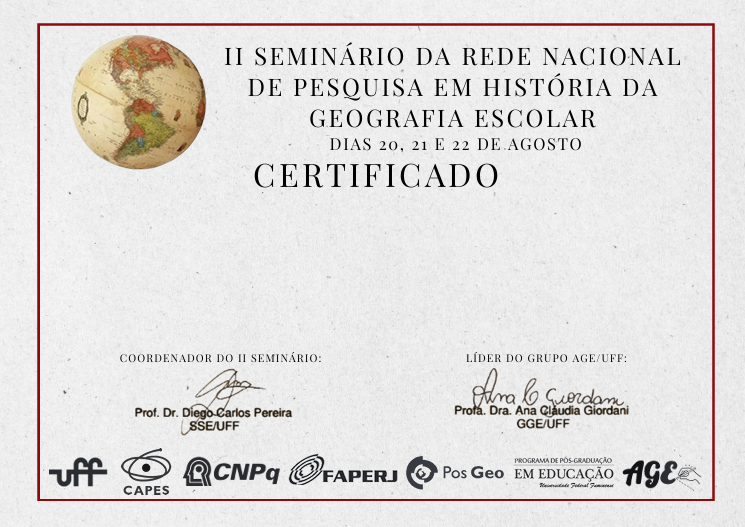 II SEMINÁRIO DA REDE NACIONAL
DE PESQUISA EM HISTÓRIA DA
GEOGRAFIA ESCOLAR
DIAS 20, 21 E 22 DE AGOSTO
CERTIFICADO
COORDENADOR DO II SEMINÁRIO:
Prof. Dr. Diego Carlos Pereira
SSE/UFF
LÍDER DO GRUPO AGE/UFF:
Ana C Giordani
Profa. Dra. Ana Cláudia Giordani
GGE/UFF
uff
CAPES
CNPq
FAPERJ
Pos Geo
PROGRAMA DE PÓS-GRADUAÇÃO
EM EDUCAÇÃO
Universidade Federal Fluminense
AGE